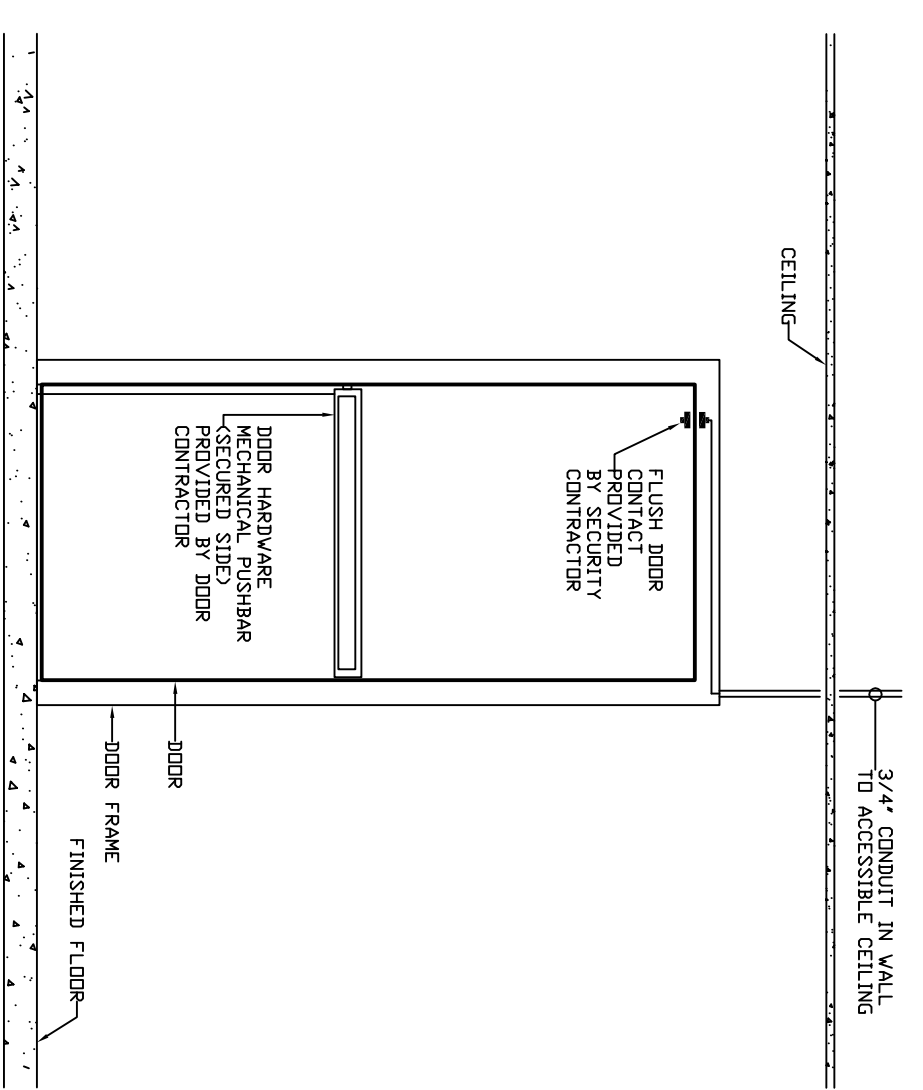 3/4" CONDUIT IN WALL
TO ACCESSIBLE CEILING
CEILING
FLUSH DOOR
CONTACT
PROVIDED
BY SECURITY
CONTRACTOR
DOOR HARDWARE
MECHANICAL PUSHBAR
(SECURED SIDE)
PROVIDED BY DOOR
CONTRACTOR
DOOR
DOOR FRAME
FINISHED FLOOR